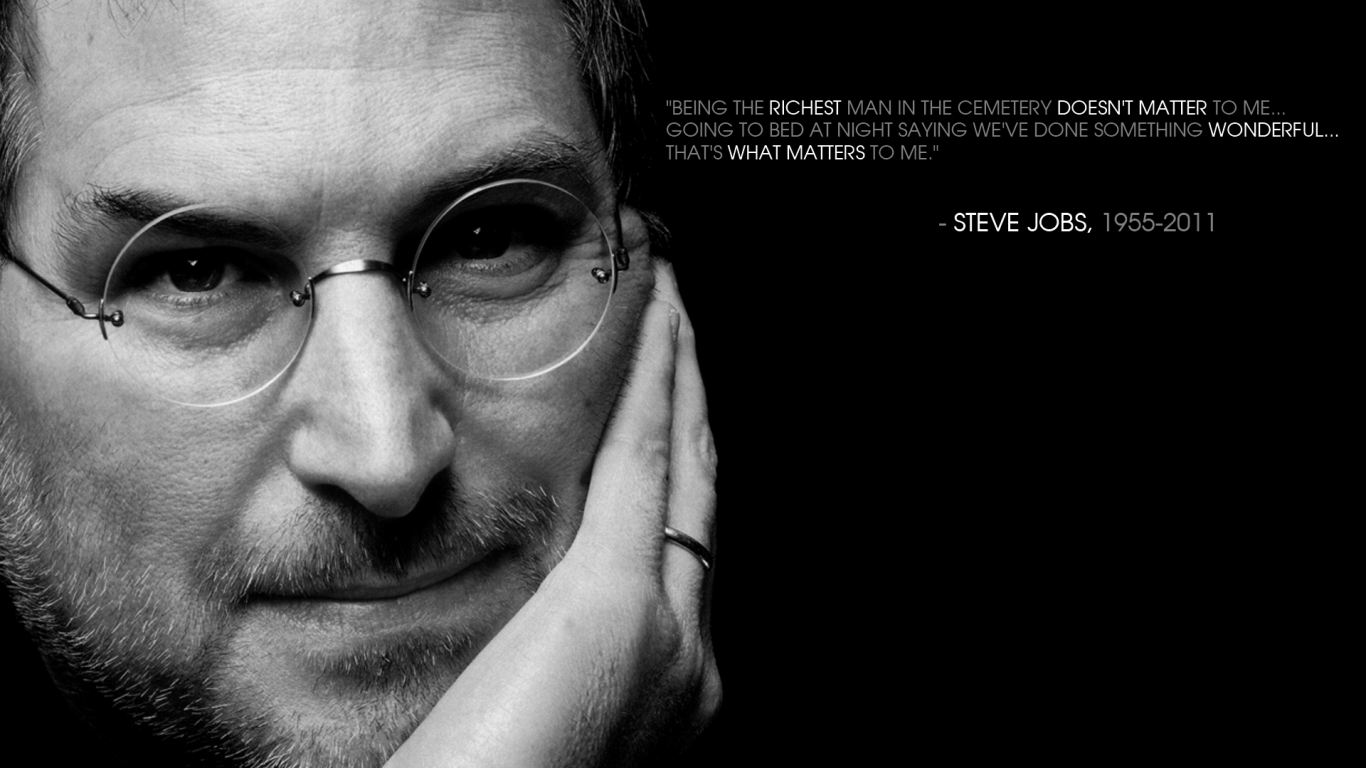 "BEING THE RICHEST MAN IN THE CEMETERY DOESN'T MATTER TO ME...
GOING TO BED AT NIGHT SAYING WE'VE DONE SOMETHING WONDERFUL...
THAT'S WHAT MATTERS TO ME."
- STEVE JOBS, 1955-2011